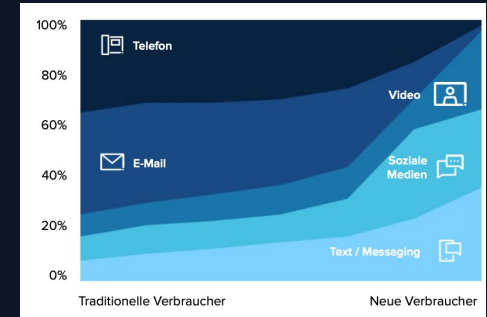 100%
80%
60%
40%
20%
0%
Telefon
E-Mail
Video
Soziale
Medien
Text / Messaging
Traditionelle Verbraucher
Neue Verbraucher